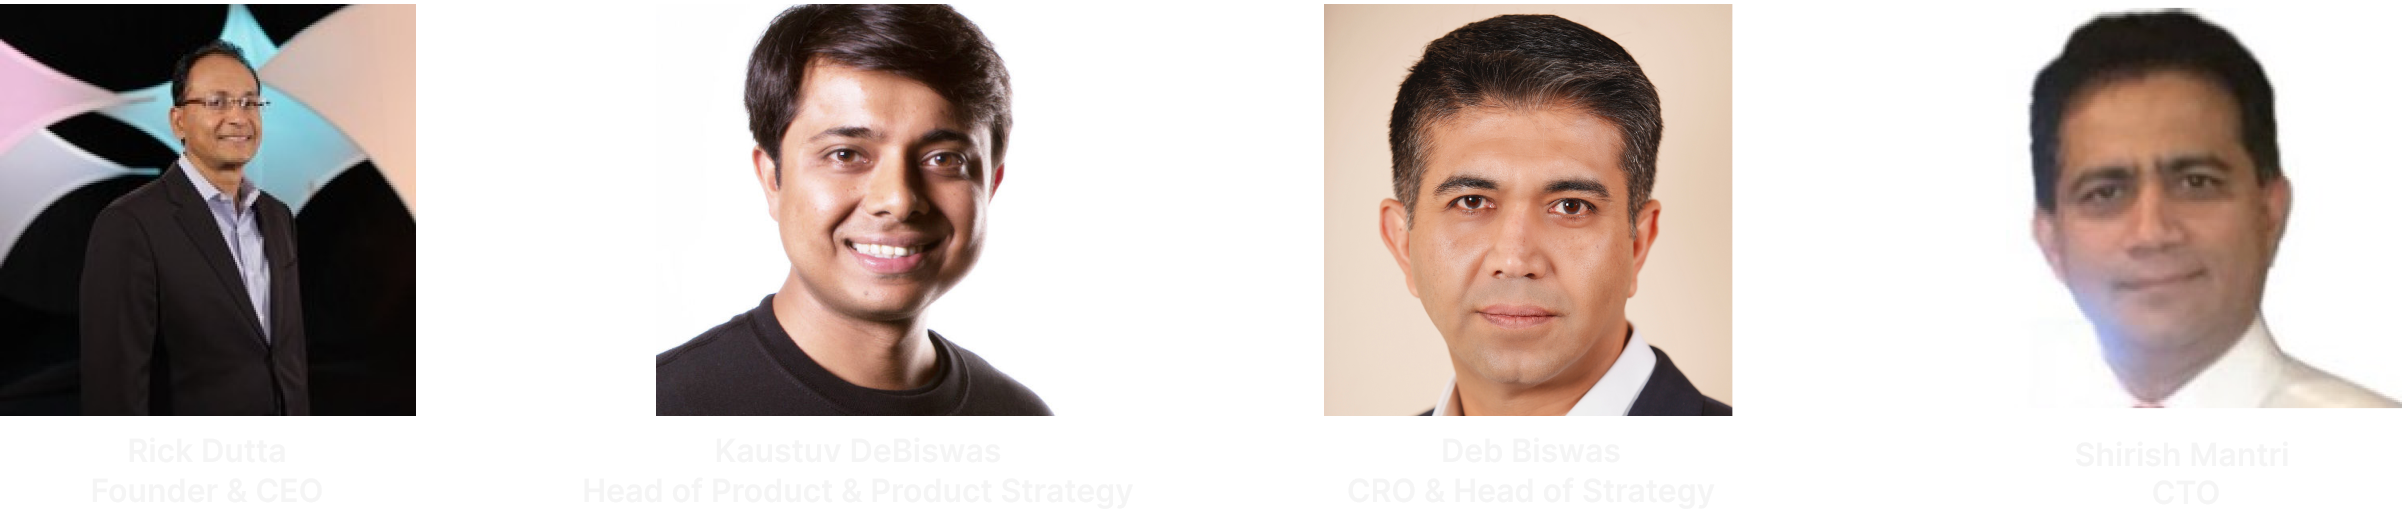 Rick Dutta
Founder & CEO
Kaustuv DeBiswas
Head of Product & Product Strategy
Deb Biswas
CRO & Head of Strategy
Shirish Mantri
CTO